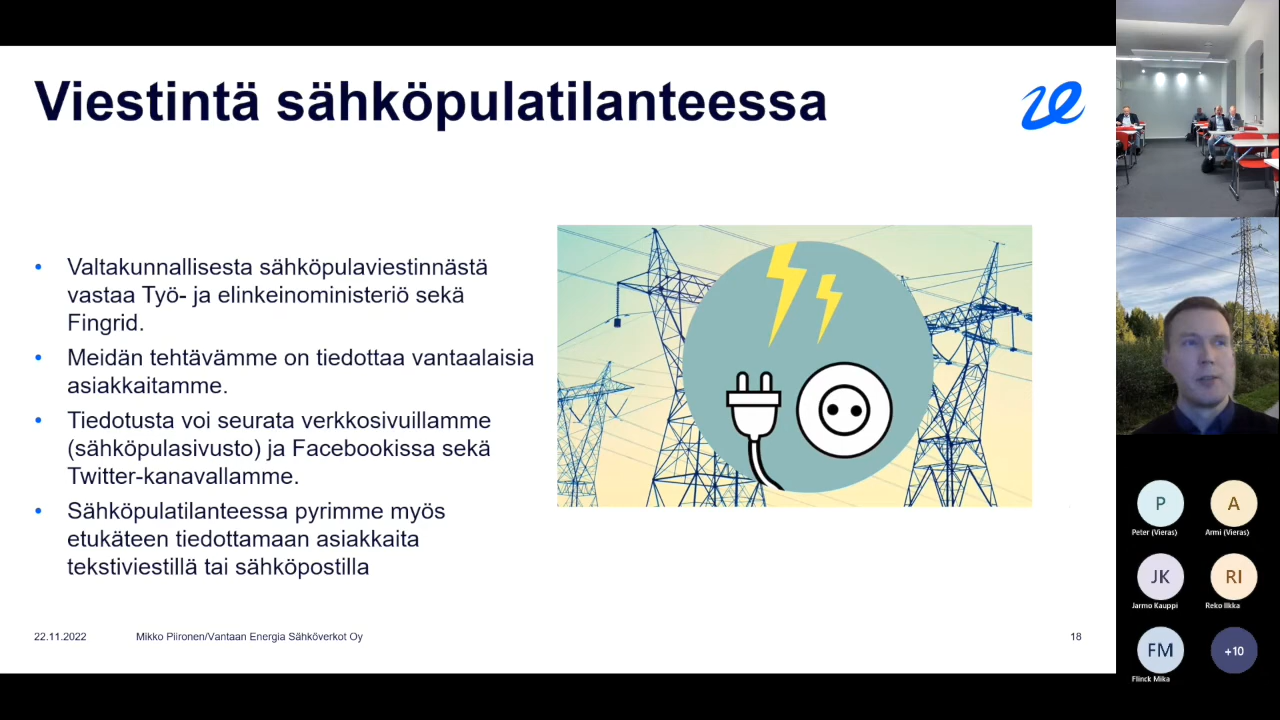 Viestintä sähköpulatilanteessa
• Valtakunnallisesta sähköpulaviestinnästä
vastaa Työ- ja elinkeinoministeriö sekä
Fingrid.
• Meidän tehtävämme on tiedottaa vantaalaisia
asiakkaitamme.
• Tiedotusta voi seurata verkkosivuillamme
(sähköpulasivusto) ja Facebookissa sekä
Twitter-kanavallamme.
• Sähköpulatilanteessa pyrimme myös
etukäteen tiedottamaan asiakkaita
tekstiviestillä tai sähköpostilla
22.11.2022 Mikko Piironen/Vantaan Energia Sähköverkot Oy 18
P A
Peter (Vieras) Armi (Vieras)
JK RI
Jarmo Kauppi Reko Ilkka
FM +10
Flinck Mika